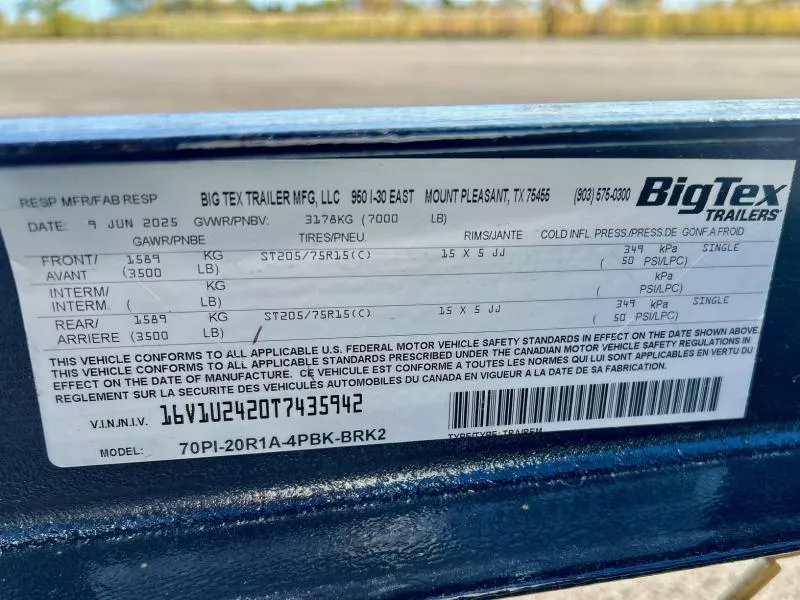 RESP MFR/FAB RESP BIG TEX TRAILER MFG, LLC 950 I-30 EAST MOUNT PLEASANT, TX 75455 (903) 575-0300 BigTex
TRAILERS
DATE: 9 JUN 2025 GVWR/PNBV: 3178KG (7000 LB)
GAWR/PNBE TIRES/PNEU. RIMS/JANTE COLD INFL. PRESS/PRESS.DE GONF.A FROID
FRONT/ 1589 KG ST205/75R15(C) 15 X 5 JJ 349 kPa SINGLE
AVANT (3500 LB) ( 50 PSI/LPC)
INTERM/ KG kPa
INTERM. ( LB) ( PSI/LPC)
REAR/ 1589 KG ST205/75R15(C) 15 X 5 JJ 349 kPa SINGLE
ARRIERE (3500 LB) ( 50 PSI/LPC)
THIS VEHICLE CONFORMS TO ALL APPLICABLE U.S. FEDERAL MOTOR VEHICLE SAFETY STANDARDS IN EFFECT ON THE DATE SHOWN ABOVE.
THIS VEHICLE CONFORMS TO ALL APPLICABLE STANDARDS PRESCRIBED UNDER THE CANADIAN MOTOR VEHICLE SAFETY REGULATIONS IN
EFFECT ON THE DATE OF MANUFACTURE. CE VEHICULE EST CONFORME A TOUTES LES NORMES QUI LUI SONT APPLICABLES EN VERTU DU
REGLEMENT SUR LA SECURITE DES VEHICULES AUTOMOBILES DU CANADA EN VIGUEUR A LA DATE DE SA FABRICATION.
V.I.N./N.I.V. 16V1U2420T7435942
MODEL: 70PI-20R1A-4PBK-BRK2